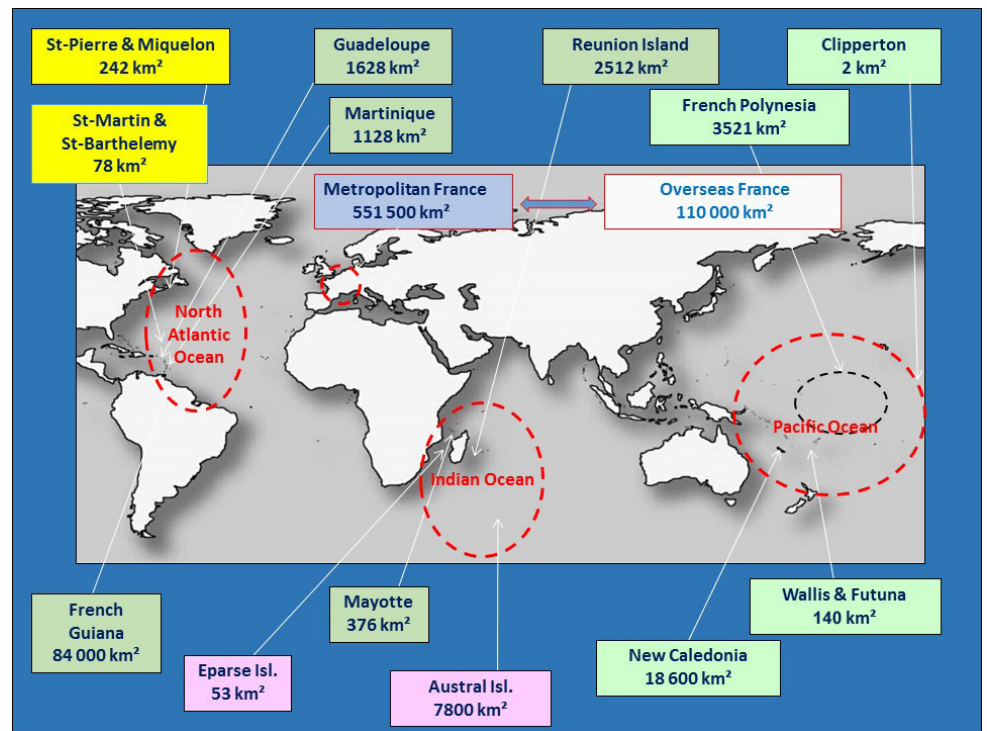 St-Pierre & Miquelon
242 km²
Guadeloupe
1628 km²
Reunion Island
2512 km²
Clipperton
2 km²
St-Martin &
St-Barthelemy
78 km²
Martinique
1128 km²
French Polynesia
3521 km²
Metropolitan France
551 500 km²
Overseas France
110 000 km²
North
Atlantic
Ocean
Pacific Ocean
Indian Ocean
French
Guiana
84 000 km²
Mayotte
376 km²
Wallis & Futuna
140 km²
Eparse Isl.
53 km²
Austral Isl.
7800 km²
New Caledonia
18 600 km²